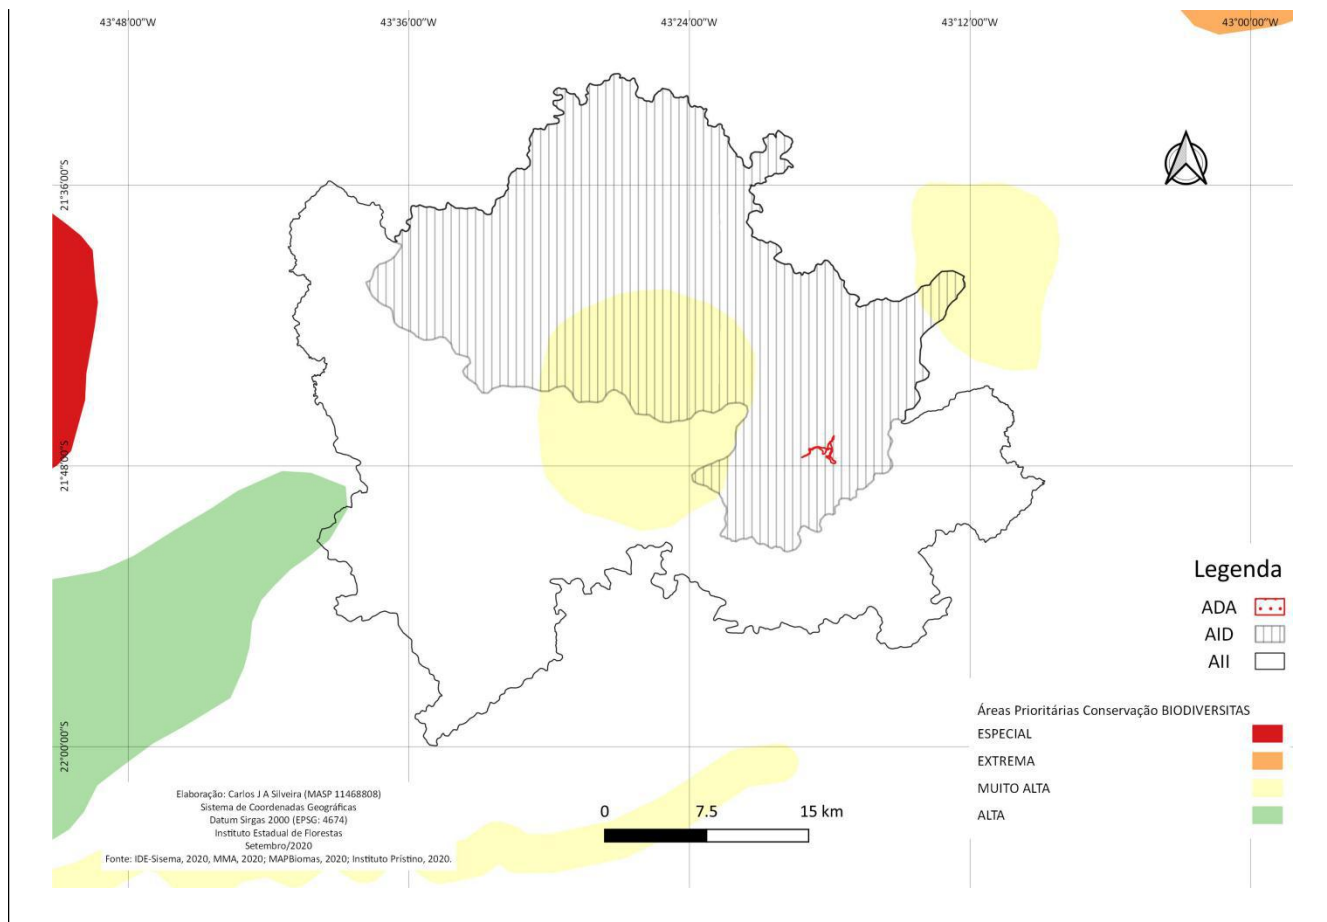 43°48'00"W
43°36'00"W
43°24'00"W
43°12'00"W
43°00'00"W
21°36'00"S
21°48'00"S
22°00'00"S
Legenda
ADA
AID
AII
Áreas Prioritárias Conservação BIODIVERSITAS
ESPECIAL
EXTREMA
MUITO ALTA
ALTA
Elaboração: Carlos J A Silveira (MASP 11468808)
Sistema de Coordenadas Geográficas
Datum Sirgas 2000 (EPSG: 4674)
Instituto Estadual de Florestas
Setembro/2020
Fonte: IDE-Sisema, 2020, MMA, 2020; MAPBiomas, 2020; Instituto Prístino, 2020.
0 7.5 15 km